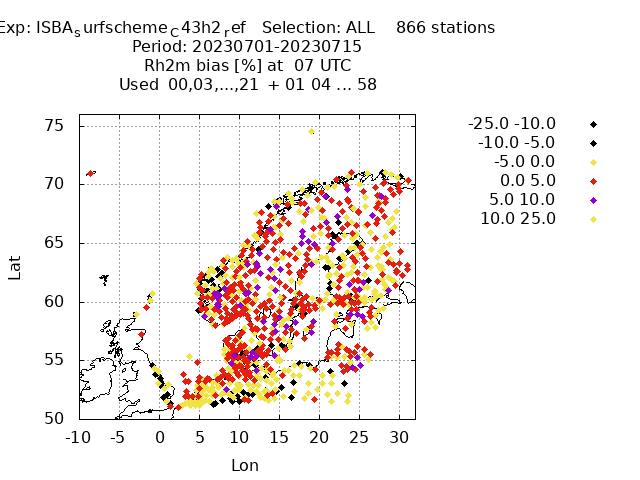 Exp: ISBAsurfschemeC43h2ref Selection: ALL 866 stations
Period: 20230701-20230715
Rh2m bias [%] at 07 UTC
Used 00,03,...,21 + 01 04 ... 58
-25.0 -10.0
-10.0 -5.0
-5.0 0.0
0.0 5.0
5.0 10.0
10.0 25.0
75
70
65
60
55
50
Lat
-10 -5 0 5 10 15 20 25 30
Lon